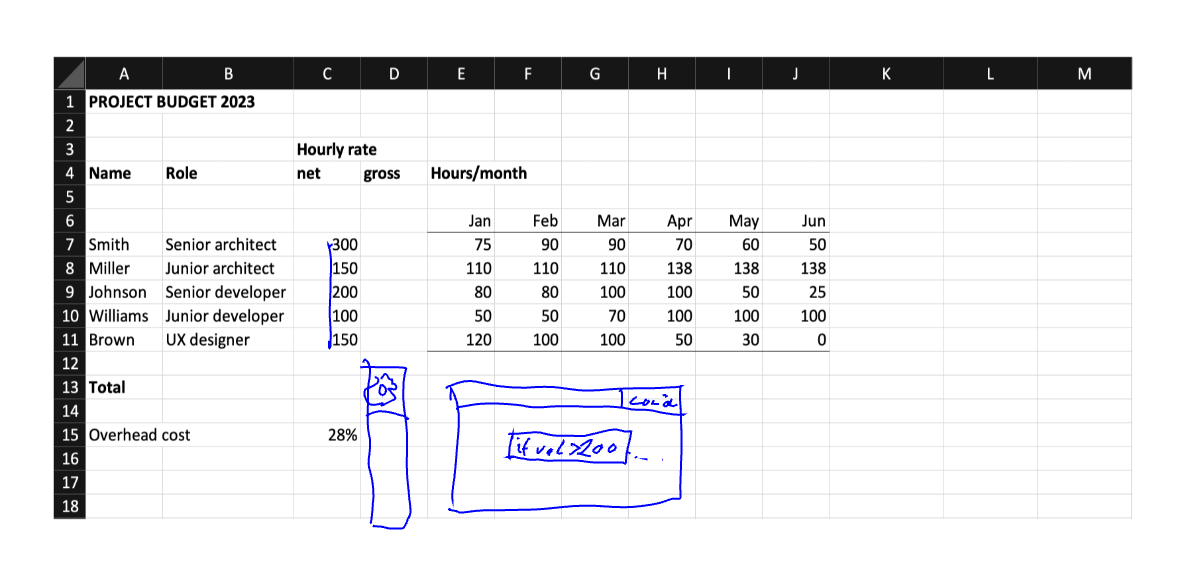 A B C D E F G H I J K L M
1 PROJECT BUDGET 2023
2
3 Hourly rate
4 Name Role net gross Hours/month
5
6 Jan Feb Mar Apr May Jun
7 Smith Senior architect 300 75 90 90 70 60 50
8 Miller Junior architect 150 110 110 110 138 138 138
9 Johnson Senior developer 200 80 80 100 100 50 25
10 Williams Junior developer 100 50 50 70 100 100 100
11 Brown UX designer 150 120 100 100 50 30 0
12
13 Total
cond
14
15 Overhead cost 28%
if val >200 ...
16
17
18